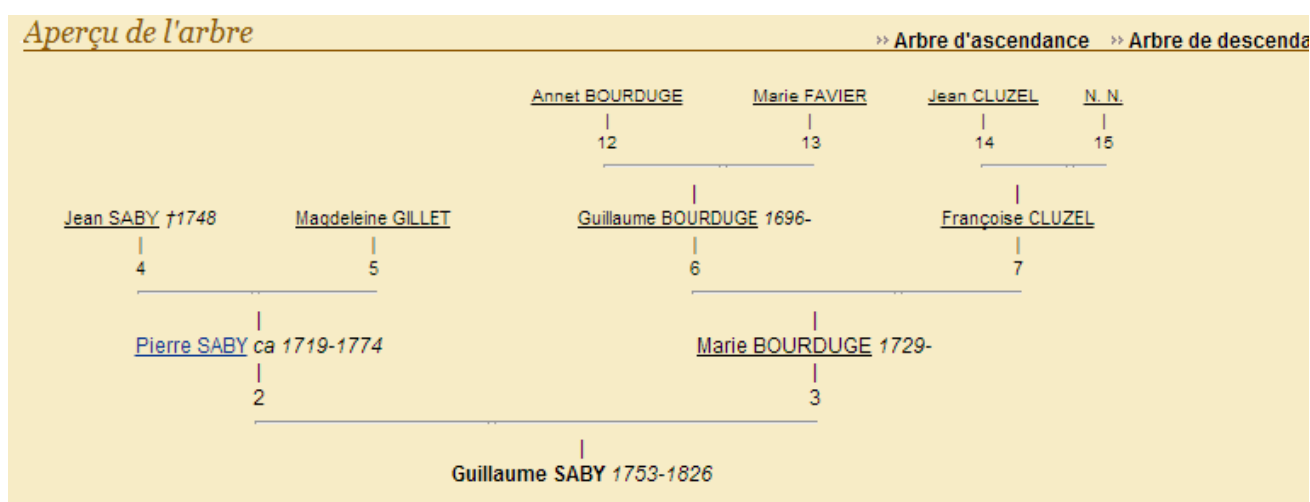 Aperçu de l'arbre
›› Arbre d'ascendance ›› Arbre de descenda
Annet BOURDUGE Marie FAVIER Jean CLUZEL N. N.
12 13 14 15
Jean SABY †1748 Magdeleine GILLET Guillaume BOURDUGE 1696- Françoise CLUZEL
4 5 6 7
Pierre SABY ca 1719-1774 Marie BOURDUGE 1729-
2 3
Guillaume SABY 1753-1826